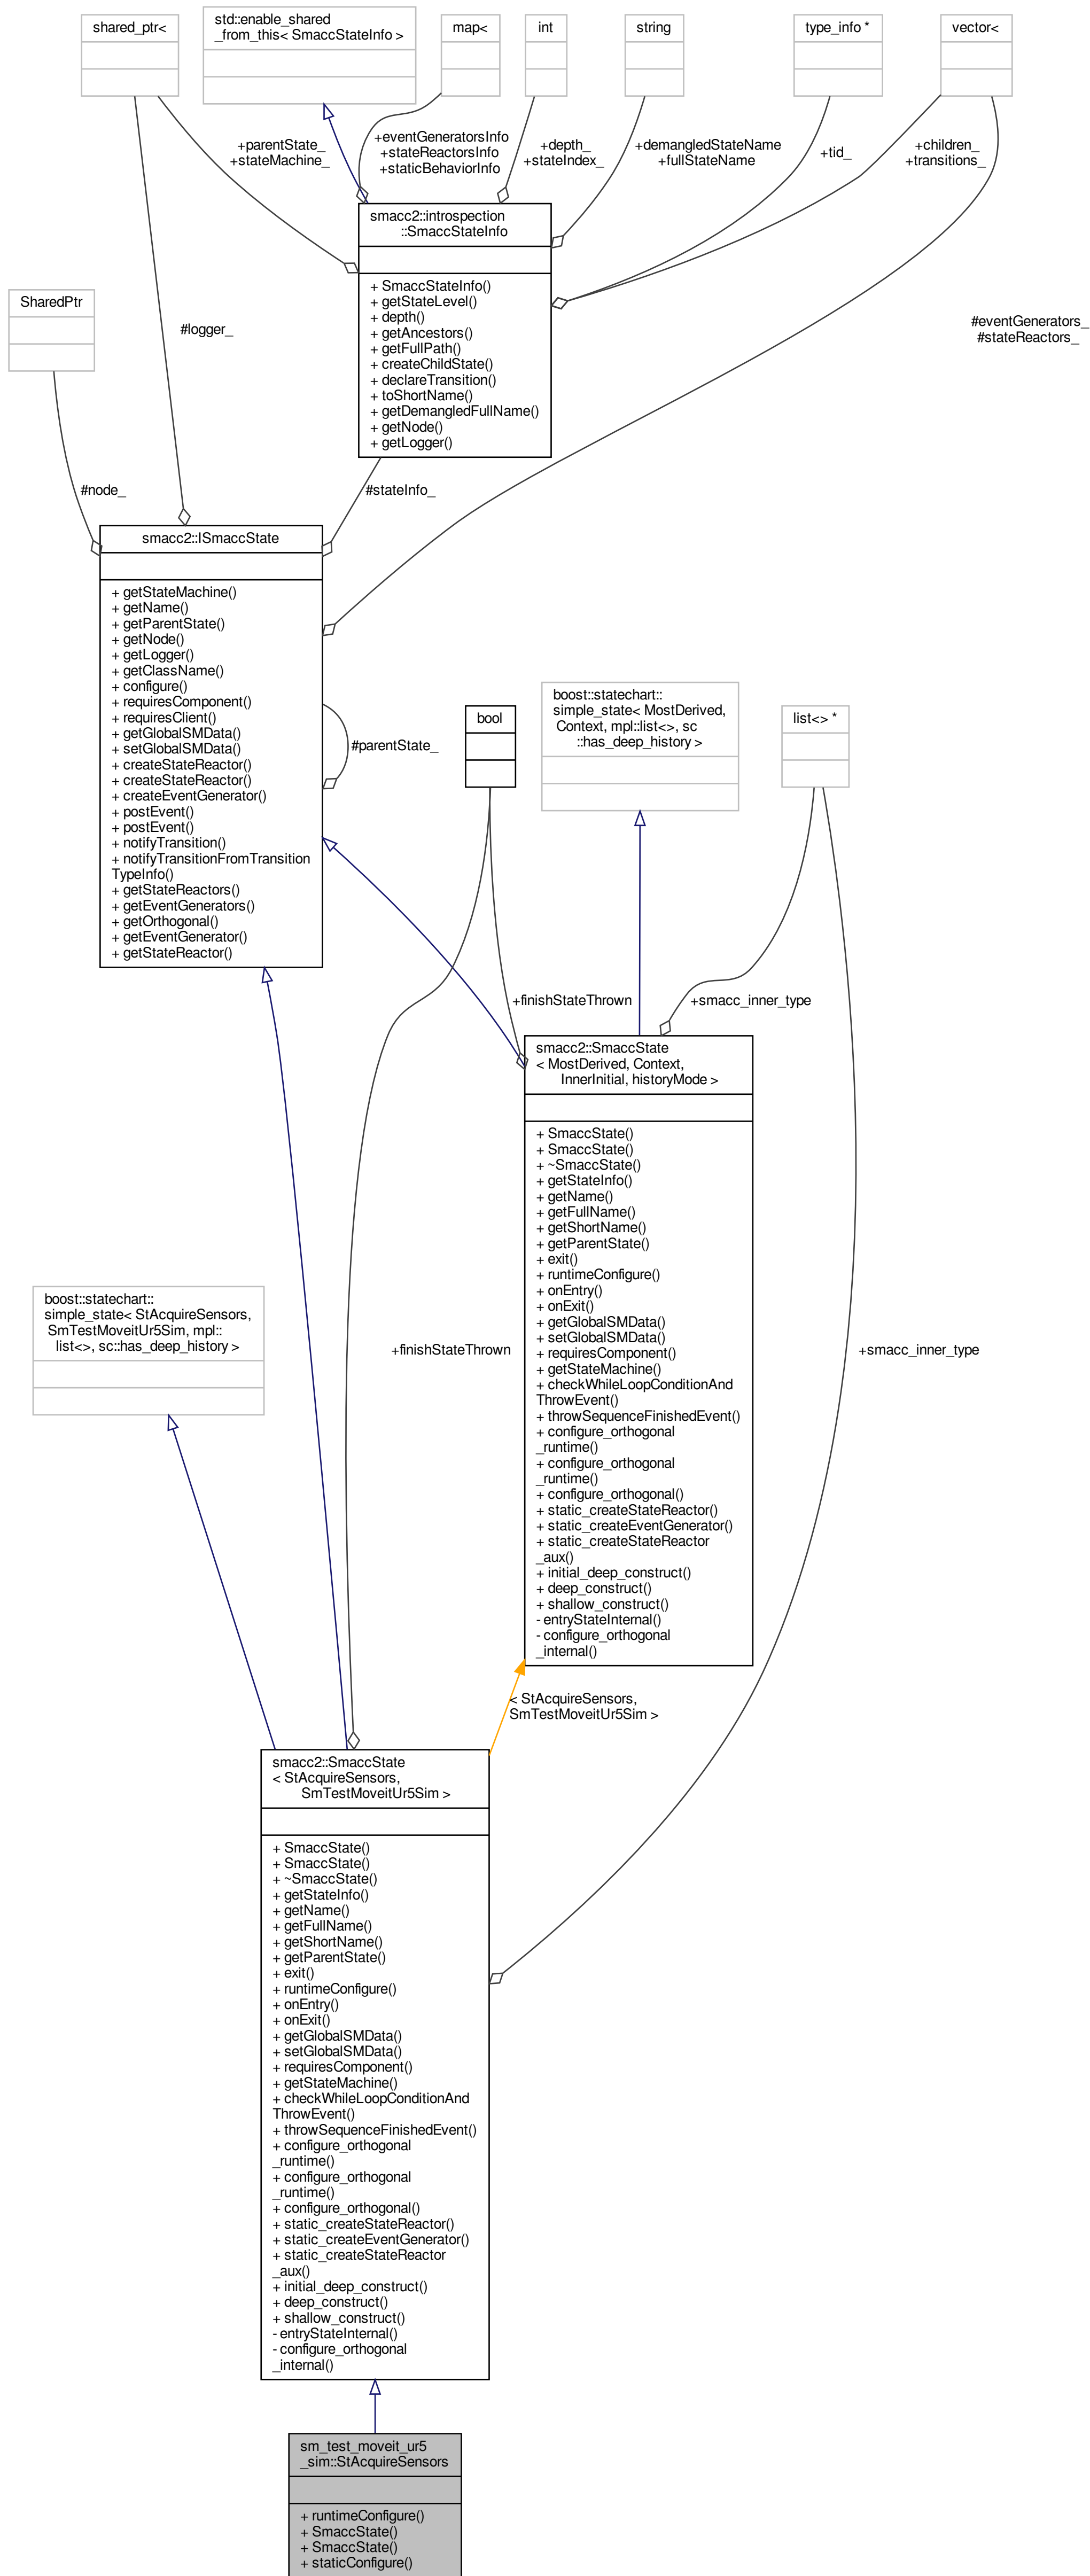 shared_ptr<
std::enable_shared
_from_this< SmaccStateInfo >
map<
int
string
type_info *
vector<
+parentState_
+stateMachine_
+eventGeneratorsInfo
+stateReactorsInfo
+staticBehaviorInfo
+depth_
+stateIndex_
+demangledStateName
+fullStateName
+tid_
+children_
+transitions_
smacc2::introspection
::SmaccStateInfo
+ SmaccStateInfo()
+ getStateLevel()
+ depth()
+ getAncestors()
+ getFullPath()
+ createChildState()
+ declareTransition()
+ toShortName()
+ getDemangledFullName()
+ getNode()
+ getLogger()
SharedPtr
#logger_
#eventGenerators_
#stateReactors_
#node_
#stateInfo_
smacc2::ISmaccState
+ getStateMachine()
+ getName()
+ getParentState()
+ getNode()
+ getLogger()
+ getClassName()
+ configure()
+ requiresComponent()
+ requiresClient()
+ getGlobalSMData()
+ setGlobalSMData()
+ createStateReactor()
+ createStateReactor()
+ createEventGenerator()
+ postEvent()
+ postEvent()
+ notifyTransition()
+ notifyTransitionFromTransition
TypeInfo()
+ getStateReactors()
+ getEventGenerators()
+ getOrthogonal()
+ getEventGenerator()
+ getStateReactor()
#parentState_
bool
boost::statechart::
simple_state< MostDerived,
Context, mpl::list<>, sc
::has_deep_history >
list<> *
+finishStateThrown
+smacc_inner_type
smacc2::SmaccState
< MostDerived, Context,
InnerInitial, historyMode >
+ SmaccState()
+ SmaccState()
+ ~SmaccState()
+ getStateInfo()
+ getName()
+ getFullName()
+ getShortName()
+ getParentState()
+ exit()
+ runtimeConfigure()
+ onEntry()
+ onExit()
+ getGlobalSMData()
+ setGlobalSMData()
+ requiresComponent()
+ getStateMachine()
+ checkWhileLoopConditionAnd
ThrowEvent()
+ throwSequenceFinishedEvent()
+ configure_orthogonal
_runtime()
+ configure_orthogonal
_runtime()
+ configure_orthogonal()
+ static_createStateReactor()
+ static_createEventGenerator()
+ static_createStateReactor
_aux()
+ initial_deep_construct()
+ deep_construct()
+ shallow_construct()
- entryStateInternal()
- configure_orthogonal
_internal()
boost::statechart::
simple_state< StAcquireSensors,
SmTestMoveitUr5Sim, mpl::
list<>, sc::has_deep_history >
+finishStateThrown
+smacc_inner_type
< StAcquireSensors,
SmTestMoveitUr5Sim >
smacc2::SmaccState
< StAcquireSensors,
SmTestMoveitUr5Sim >
+ SmaccState()
+ SmaccState()
+ ~SmaccState()
+ getStateInfo()
+ getName()
+ getFullName()
+ getShortName()
+ getParentState()
+ exit()
+ runtimeConfigure()
+ onEntry()
+ onExit()
+ getGlobalSMData()
+ setGlobalSMData()
+ requiresComponent()
+ getStateMachine()
+ checkWhileLoopConditionAnd
ThrowEvent()
+ throwSequenceFinishedEvent()
+ configure_orthogonal
_runtime()
+ configure_orthogonal
_runtime()
+ configure_orthogonal()
+ static_createStateReactor()
+ static_createEventGenerator()
+ static_createStateReactor
_aux()
+ initial_deep_construct()
+ deep_construct()
+ shallow_construct()
- entryStateInternal()
- configure_orthogonal
_internal()
sm_test_moveit_ur5
_sim::StAcquireSensors
+ runtimeConfigure()
+ SmaccState()
+ SmaccState()
+ staticConfigure()